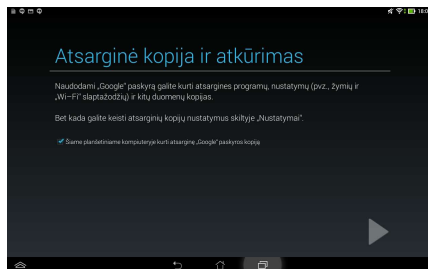 18:0
Atsarginė kopija ir atkūrimas
Naudodami „Google“ paskyrą galite kurti atsargines programų, nustatymų (pvz., žymių ir
„Wi–Fi“ slaptažodžių) ir kitų duomenų kopijas.
Bet kada galite keisti atsarginių kopijų nustatymus skiltyje „Nustatymai“.
Šiame planšetiniame kompiuteryje kurti atsarginę „Google“ paskyros kopiją